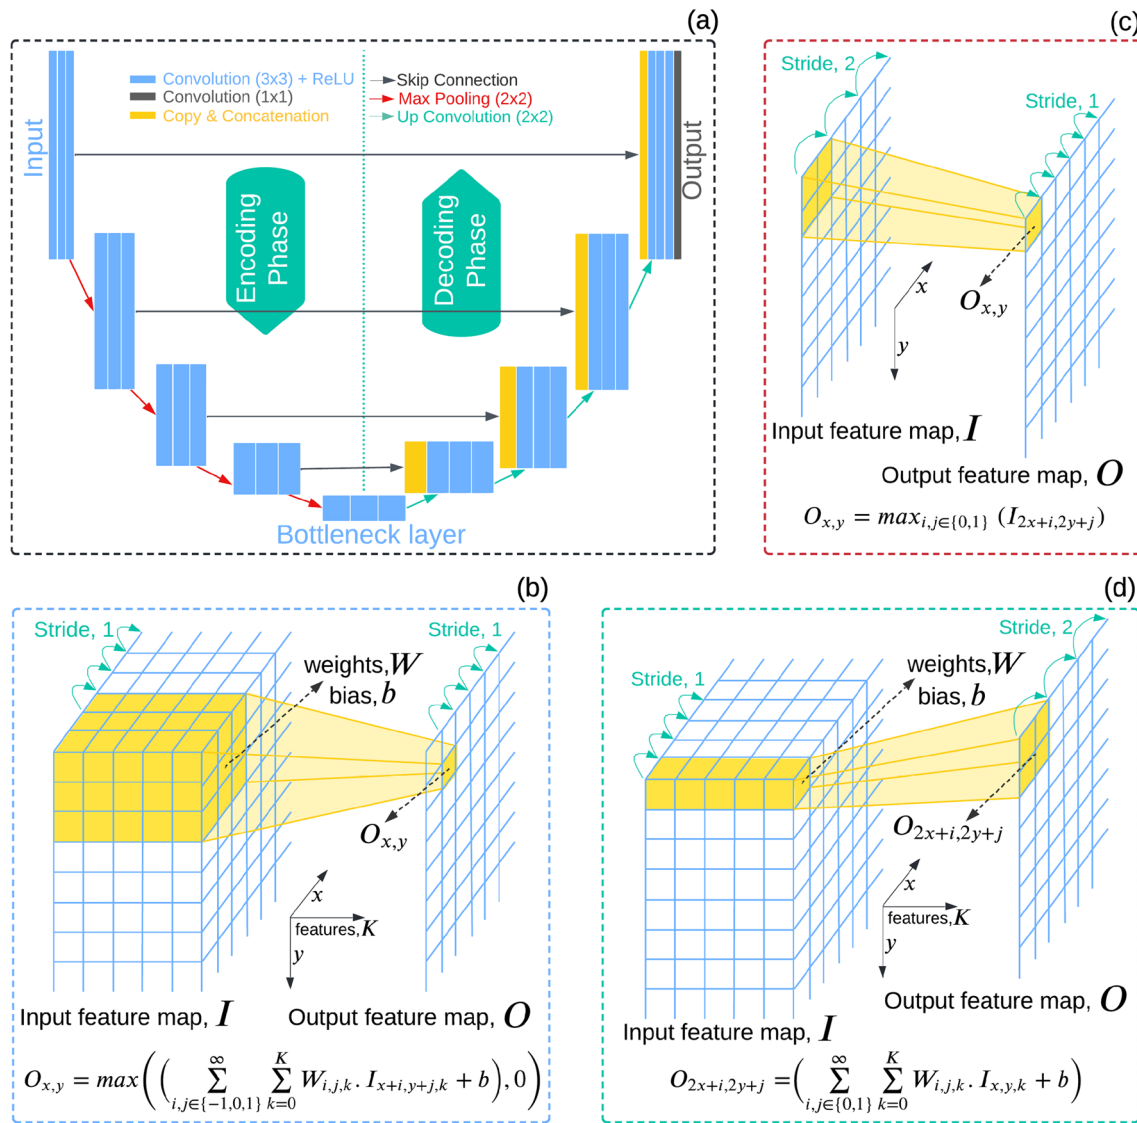 (a)
Convolution (3x3) + ReLU
Convolution (1x1)
Copy & Concatenation
Skip Connection
Max Pooling (2x2)
Up Convolution (2x2)
Input
Output
Encoding
Phase
Decoding
Phase
Bottleneck layer
(c)
Stride, 2
Stride, 1
O_{x,y}
x
y
Input feature map, I
Output feature map, O
O_{x,y} = max_{i,j∈{0,1}} (I_{2x+i,2y+j})
(b)
Stride, 1
Stride, 1
weights, W
bias, b
O_{x,y}
x
features, K
y
Input feature map, I
Output feature map, O
O_{x,y} = max((∑_{i,j∈{-1,0,1}}^{∞} ∑_{k=0}^{K} W_{i,j,k} . I_{x+i,y+j,k} + b), 0)
(d)
Stride, 2
Stride, 1
weights, W
bias, b
O_{2x+i,2y+j}
x
features, K
y
Output feature map, O
Input feature map, I
O_{2x+i,2y+j} = (∑_{i,j∈{0,1}}^{∞} ∑_{k=0}^{K} W_{i,j,k} . I_{x,y,k} + b)